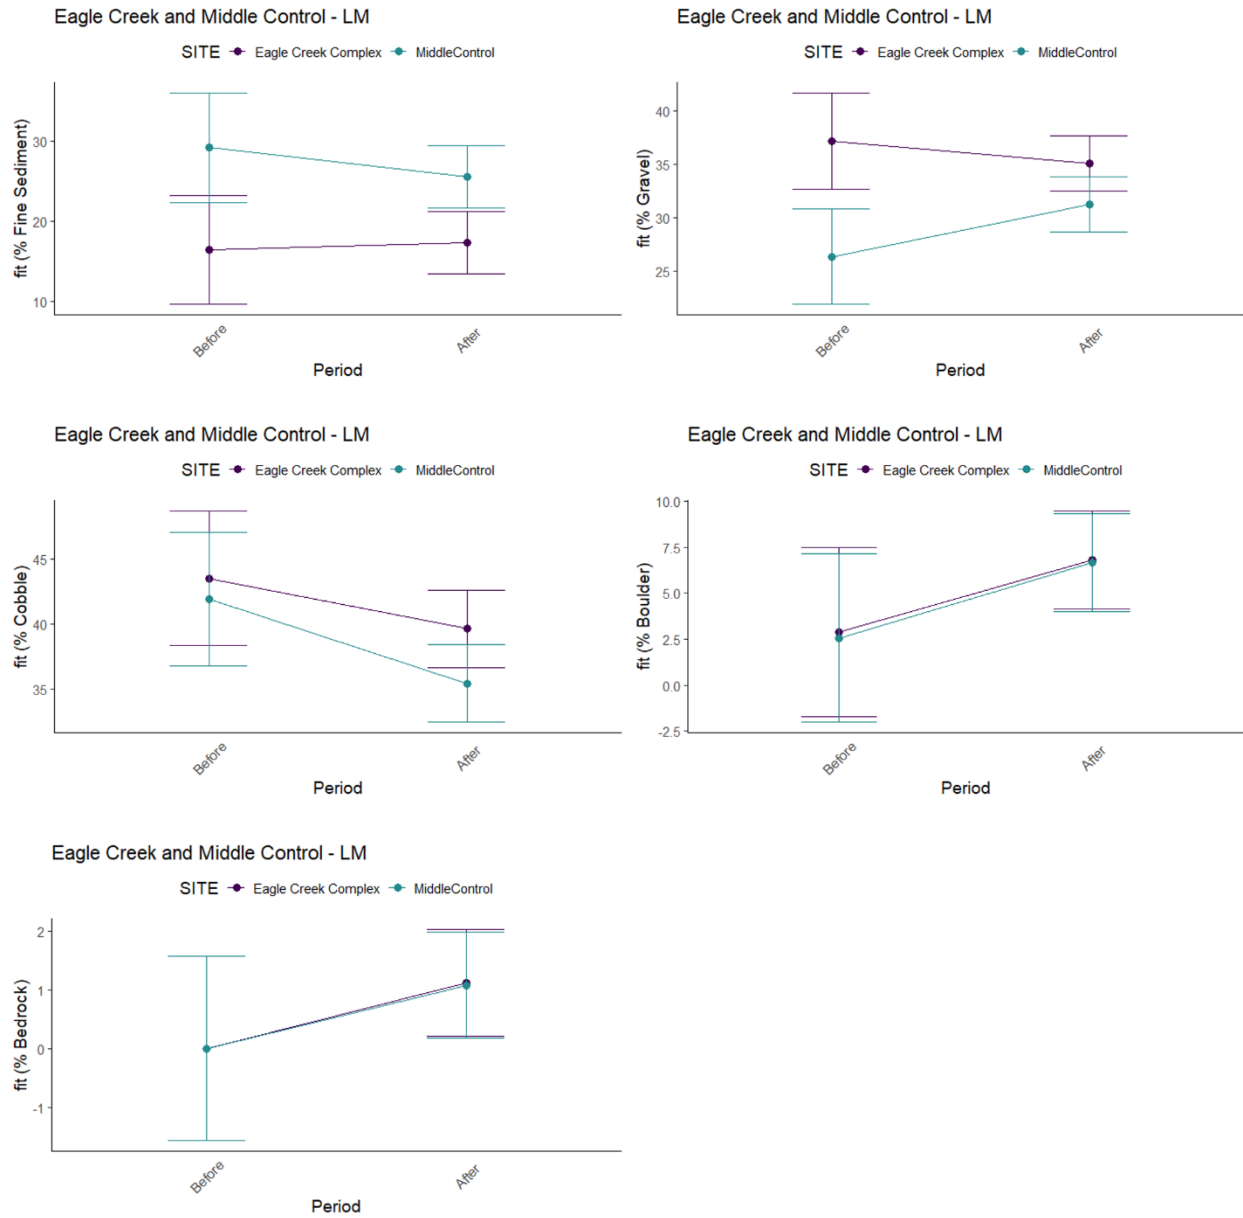 Eagle Creek and Middle Control - LM
SITE Eagle Creek Complex MiddleControl
fit (% Fine Sediment)
30
20
10
Before After
Period
Eagle Creek and Middle Control - LM
SITE Eagle Creek Complex MiddleControl
fit (% Gravel)
40
35
30
25
Before After
Period
Eagle Creek and Middle Control - LM
SITE Eagle Creek Complex MiddleControl
fit (% Cobble)
45
40
35
Before After
Period
Eagle Creek and Middle Control - LM
SITE Eagle Creek Complex MiddleControl
fit (% Boulder)
10.0
7.5
5.0
2.5
0.0
-2.5
Before After
Period
Eagle Creek and Middle Control - LM
SITE Eagle Creek Complex MiddleControl
fit (% Bedrock)
2
1
0
-1
Before After
Period